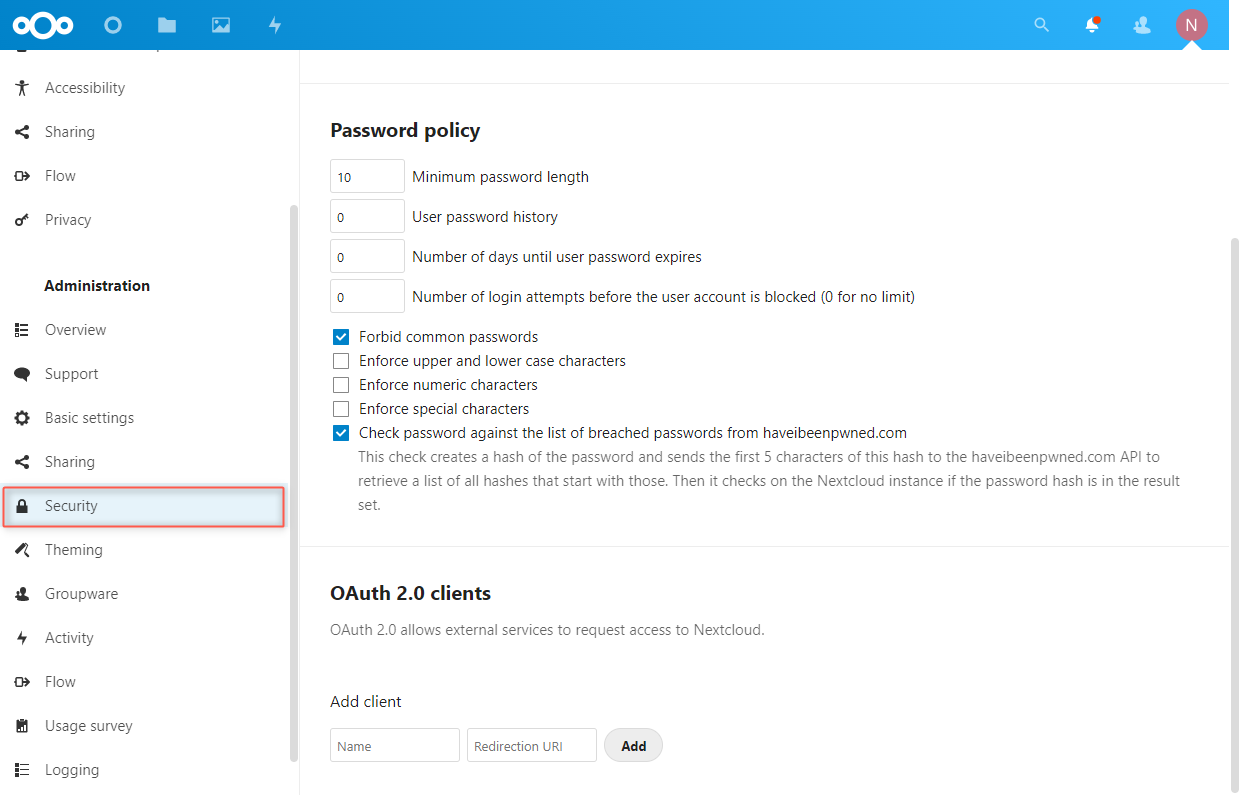 N
Accessibility
Sharing
Flow
Privacy
Administration
Overview
Support
Basic settings
Sharing
Security
Theming
Groupware
Activity
Flow
Usage survey
Logging
Password policy
10 Minimum password length
0 User password history
0 Number of days until user password expires
0 Number of login attempts before the user account is blocked (0 for no limit)
Forbid common passwords
Enforce upper and lower case characters
Enforce numeric characters
Enforce special characters
Check password against the list of breached passwords from haveibeenpwned.com
This check creates a hash of the password and sends the first 5 characters of this hash to the haveibeenpwned.com API to
retrieve a list of all hashes that start with those. Then it checks on the Nextcloud instance if the password hash is in the result
set.
OAuth 2.0 clients
OAuth 2.0 allows external services to request access to Nextcloud.
Add client
Name Redirection URI Add